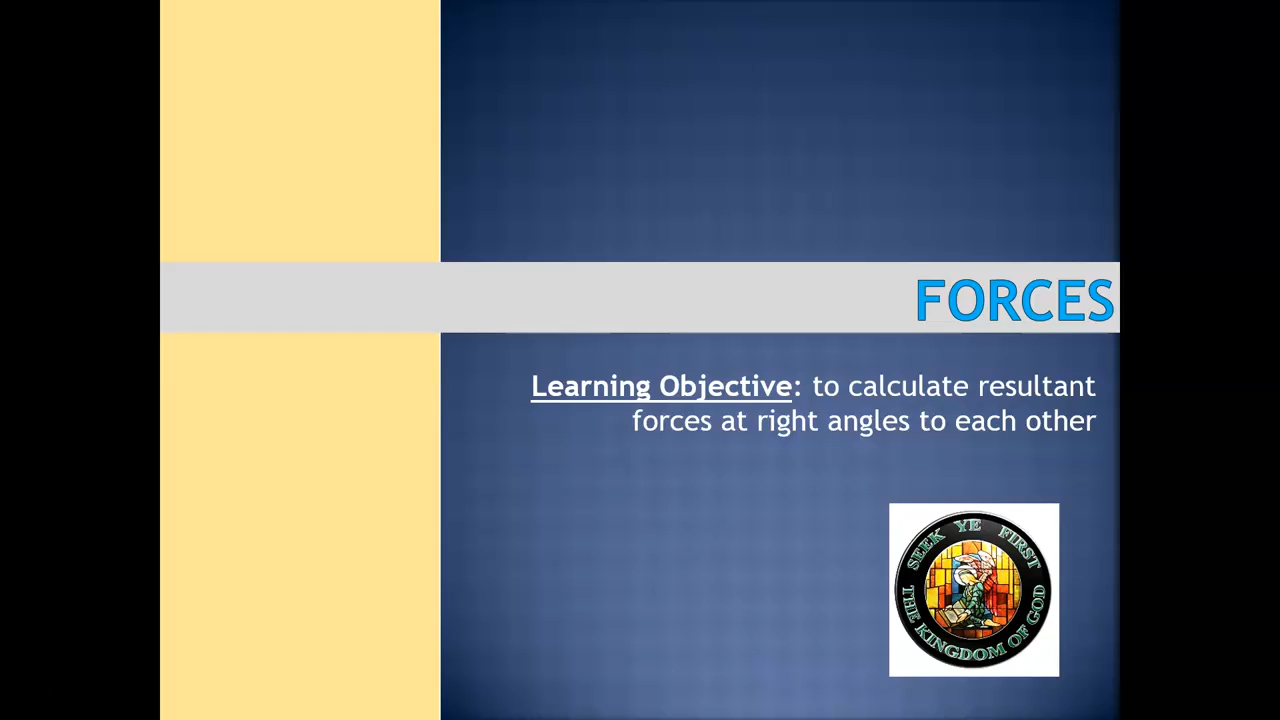 FORCES
Learning Objective: to calculate resultant
forces at right angles to each other
SEEK YE FIRST
THE KINGDOM OF GOD